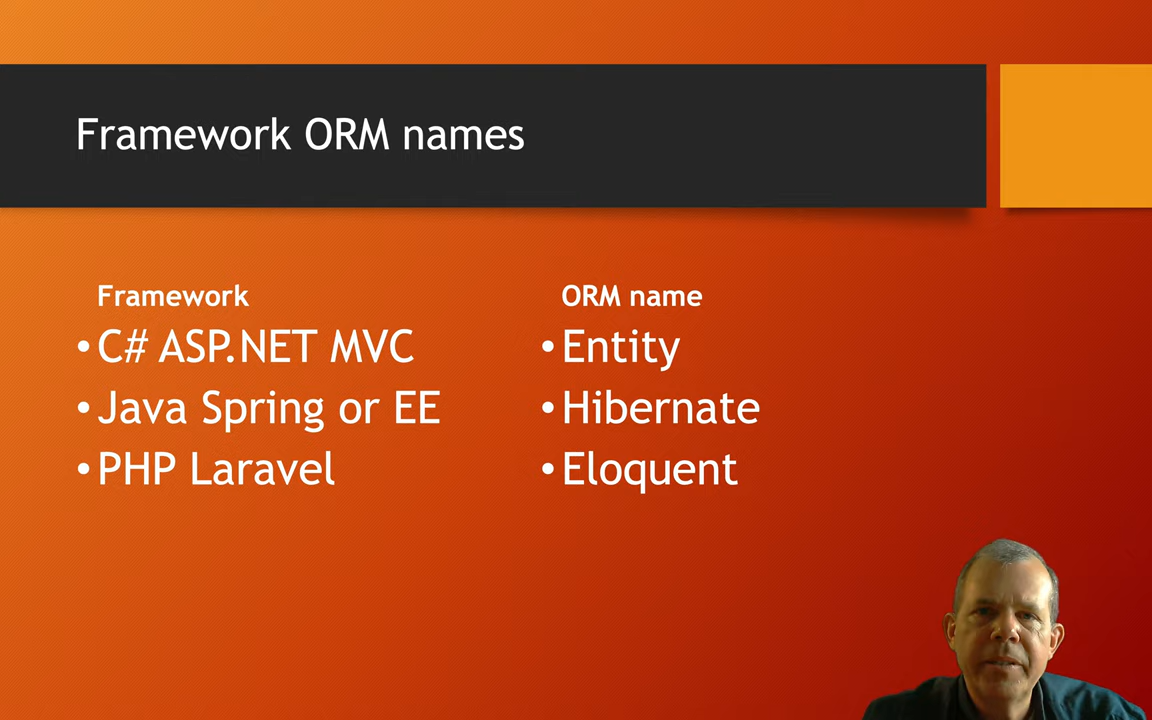 Framework ORM names
Framework
• C# ASP.NET MVC
• Java Spring or EE
• PHP Laravel
ORM name
• Entity
• Hibernate
• Eloquent